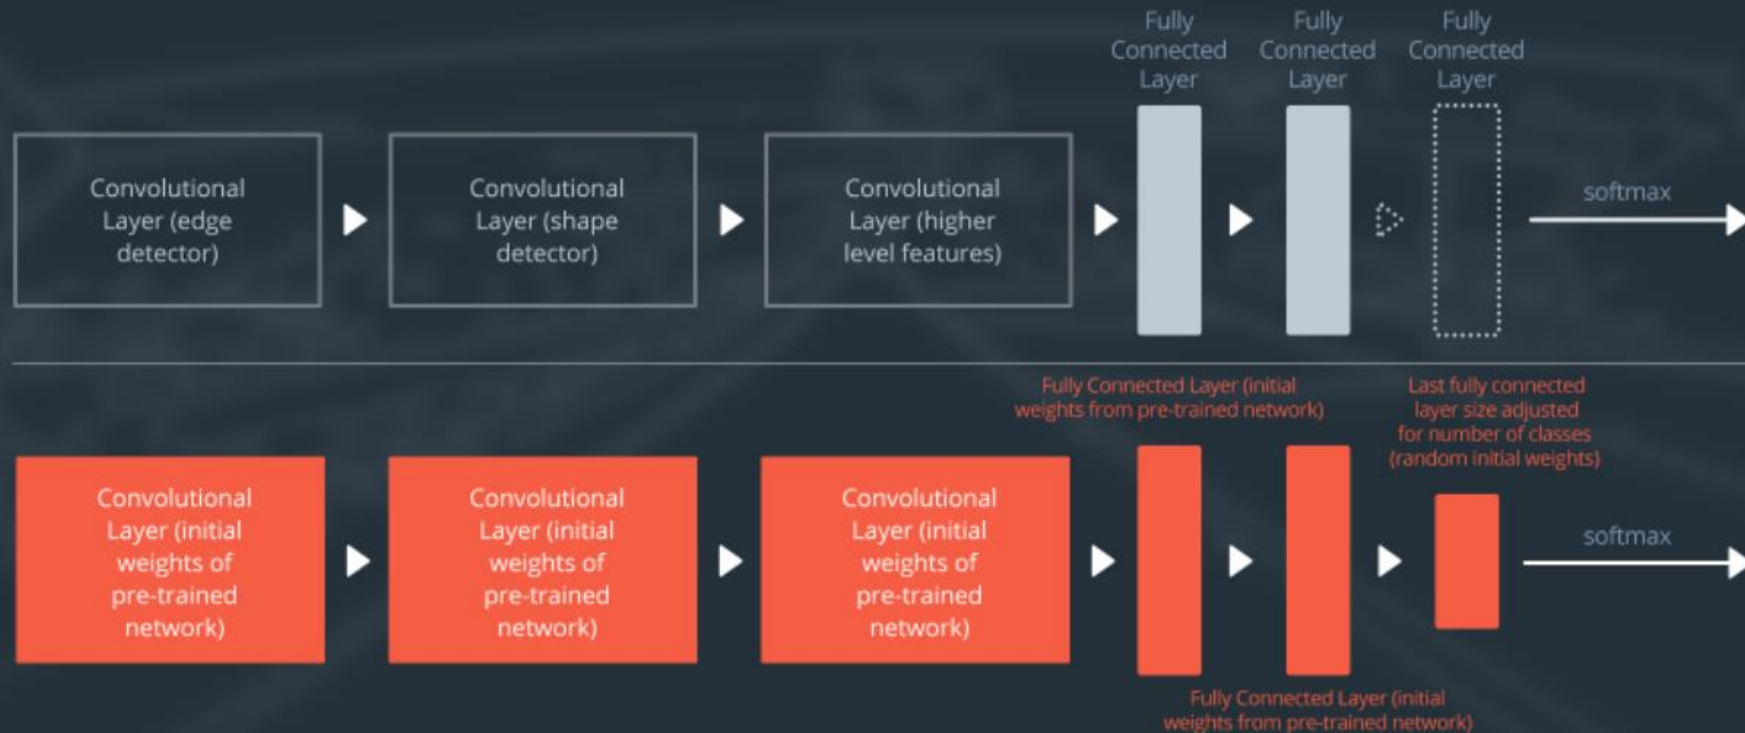 Fully
Connected
Layer
Fully
Connected
Layer
Fully
Connected
Layer
Convolutional
Layer (edge
detector)
Convolutional
Layer (shape
detector)
Convolutional
Layer (higher
level features)
softmax
Fully Connected Layer (initial
weights from pre-trained network)
Last fully connected
layer size adjusted
for number of classes
(random initial weights)
Convolutional
Layer (initial
weights of
pre-trained
network)
Convolutional
Layer (initial
weights of
pre-trained
network)
Convolutional
Layer (initial
weights of
pre-trained
network)
softmax
Fully Connected Layer (initial
weights from pre-trained network)